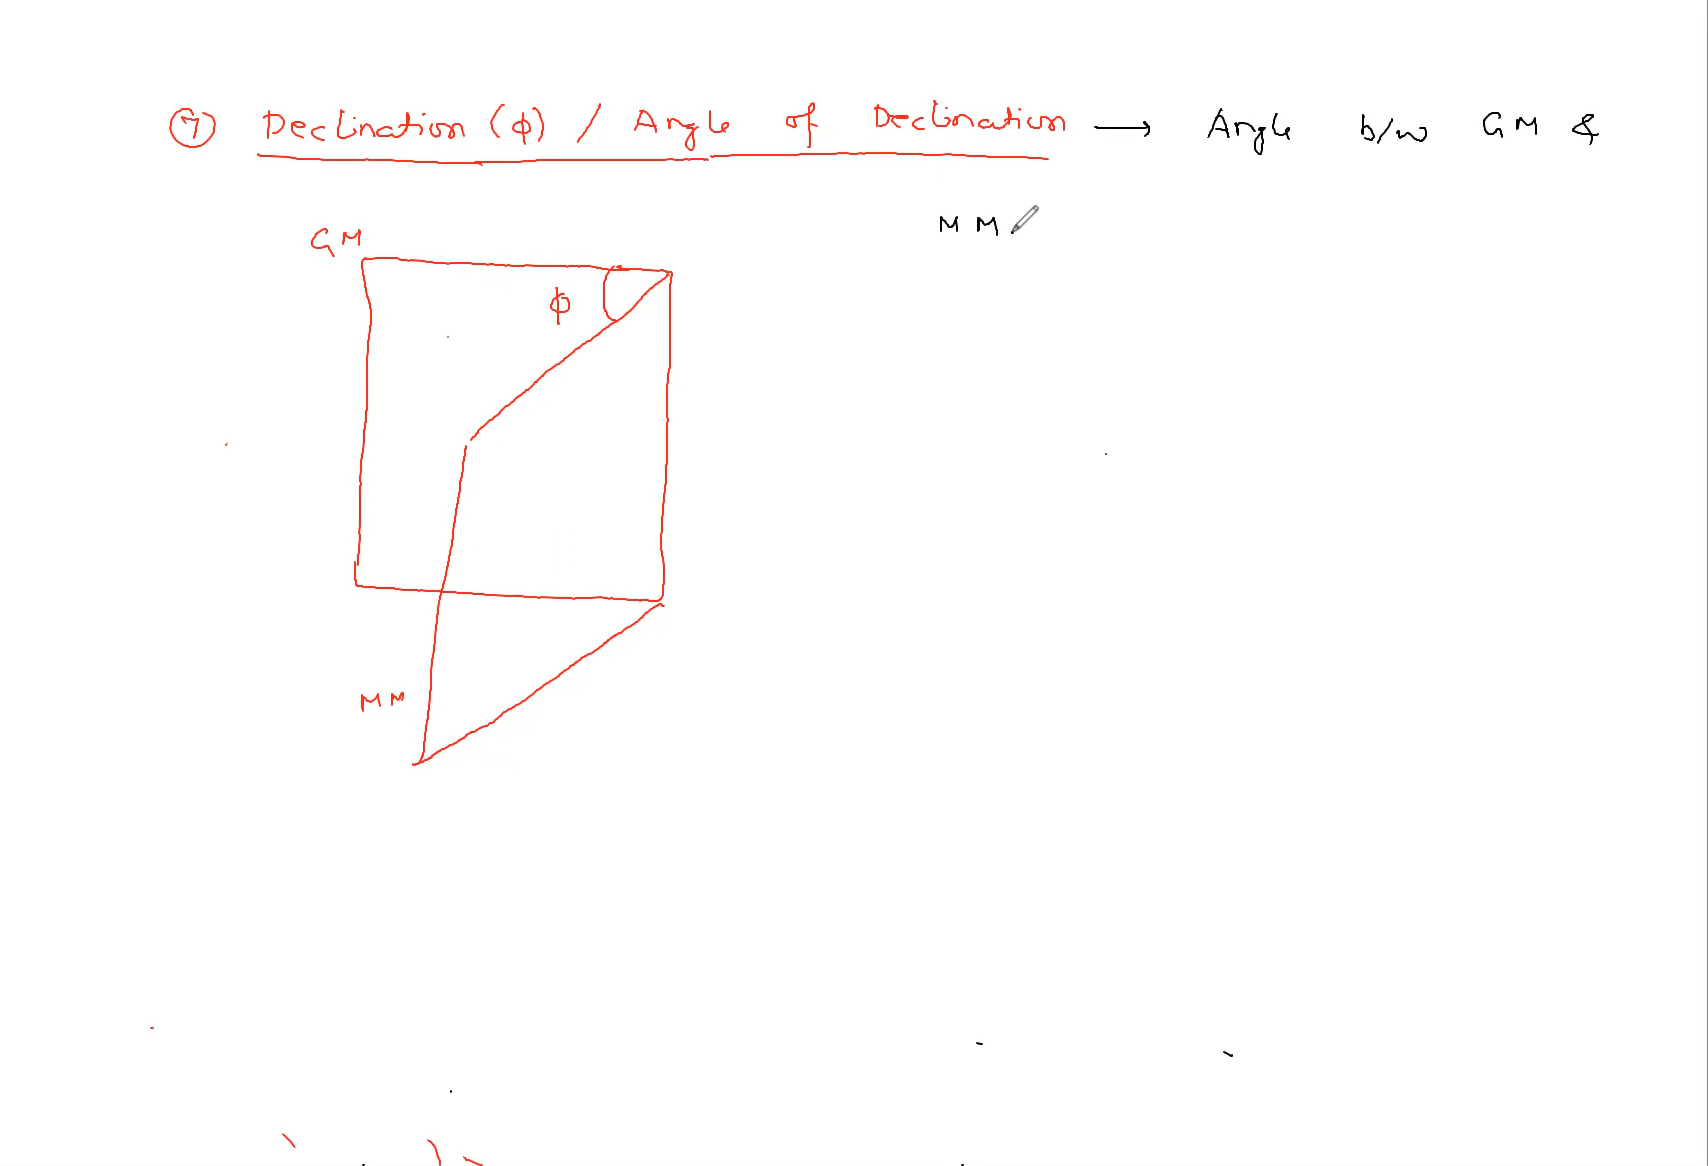 ⑦ Declination (ϕ) / Angle of Declination → Angle b/w GM &
MM
GM
ϕ
MM